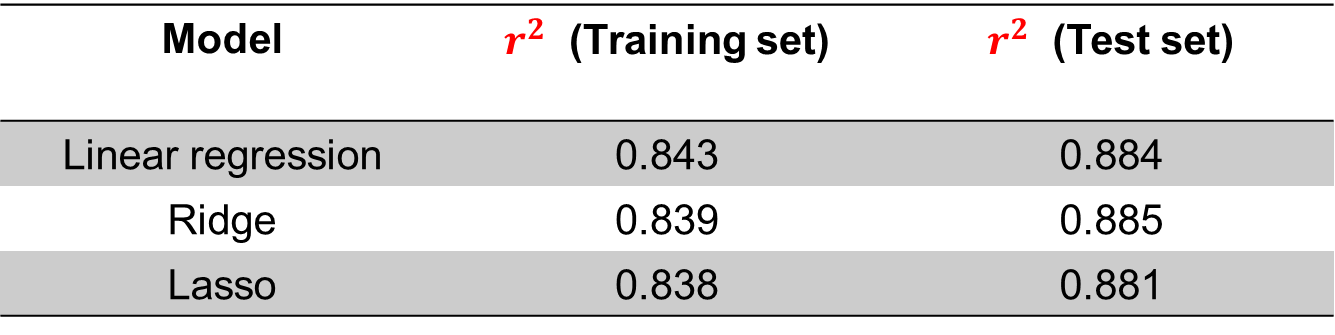 Model r² (Training set) r² (Test set)
Linear regression 0.843 0.884
Ridge 0.839 0.885
Lasso 0.838 0.881